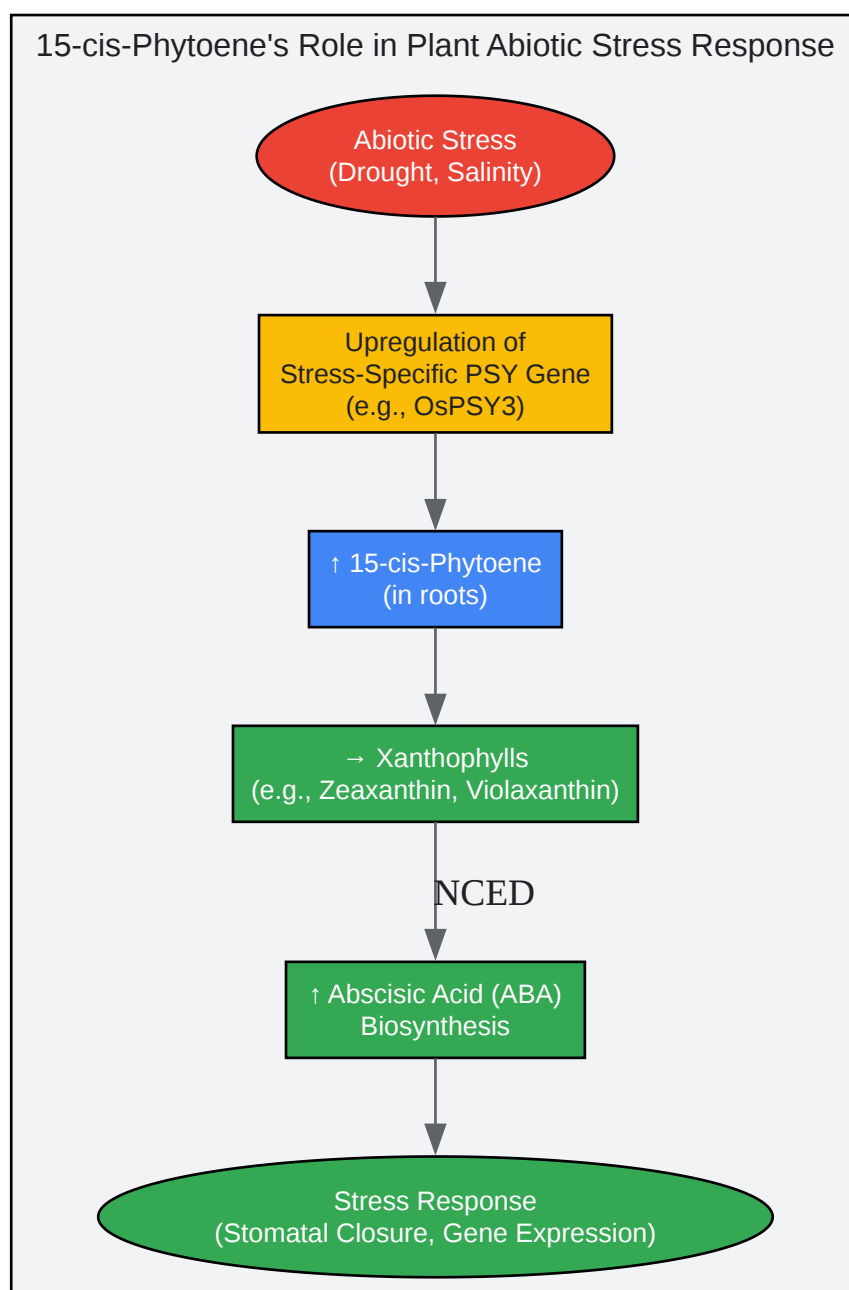 15-cis-Phytoene's Role in Plant Abiotic Stress Response
Abiotic Stress
(Drought, Salinity)
Upregulation of
Stress-Specific PSY Gene
(e.g., OsPSY3)
↑ 15-cis-Phytoene
(in roots)
→ Xanthophylls
(e.g., Zeaxanthin, Violaxanthin)
NCED
↑ Abscisic Acid (ABA)
Biosynthesis
Stress Response
(Stomatal Closure, Gene Expression)